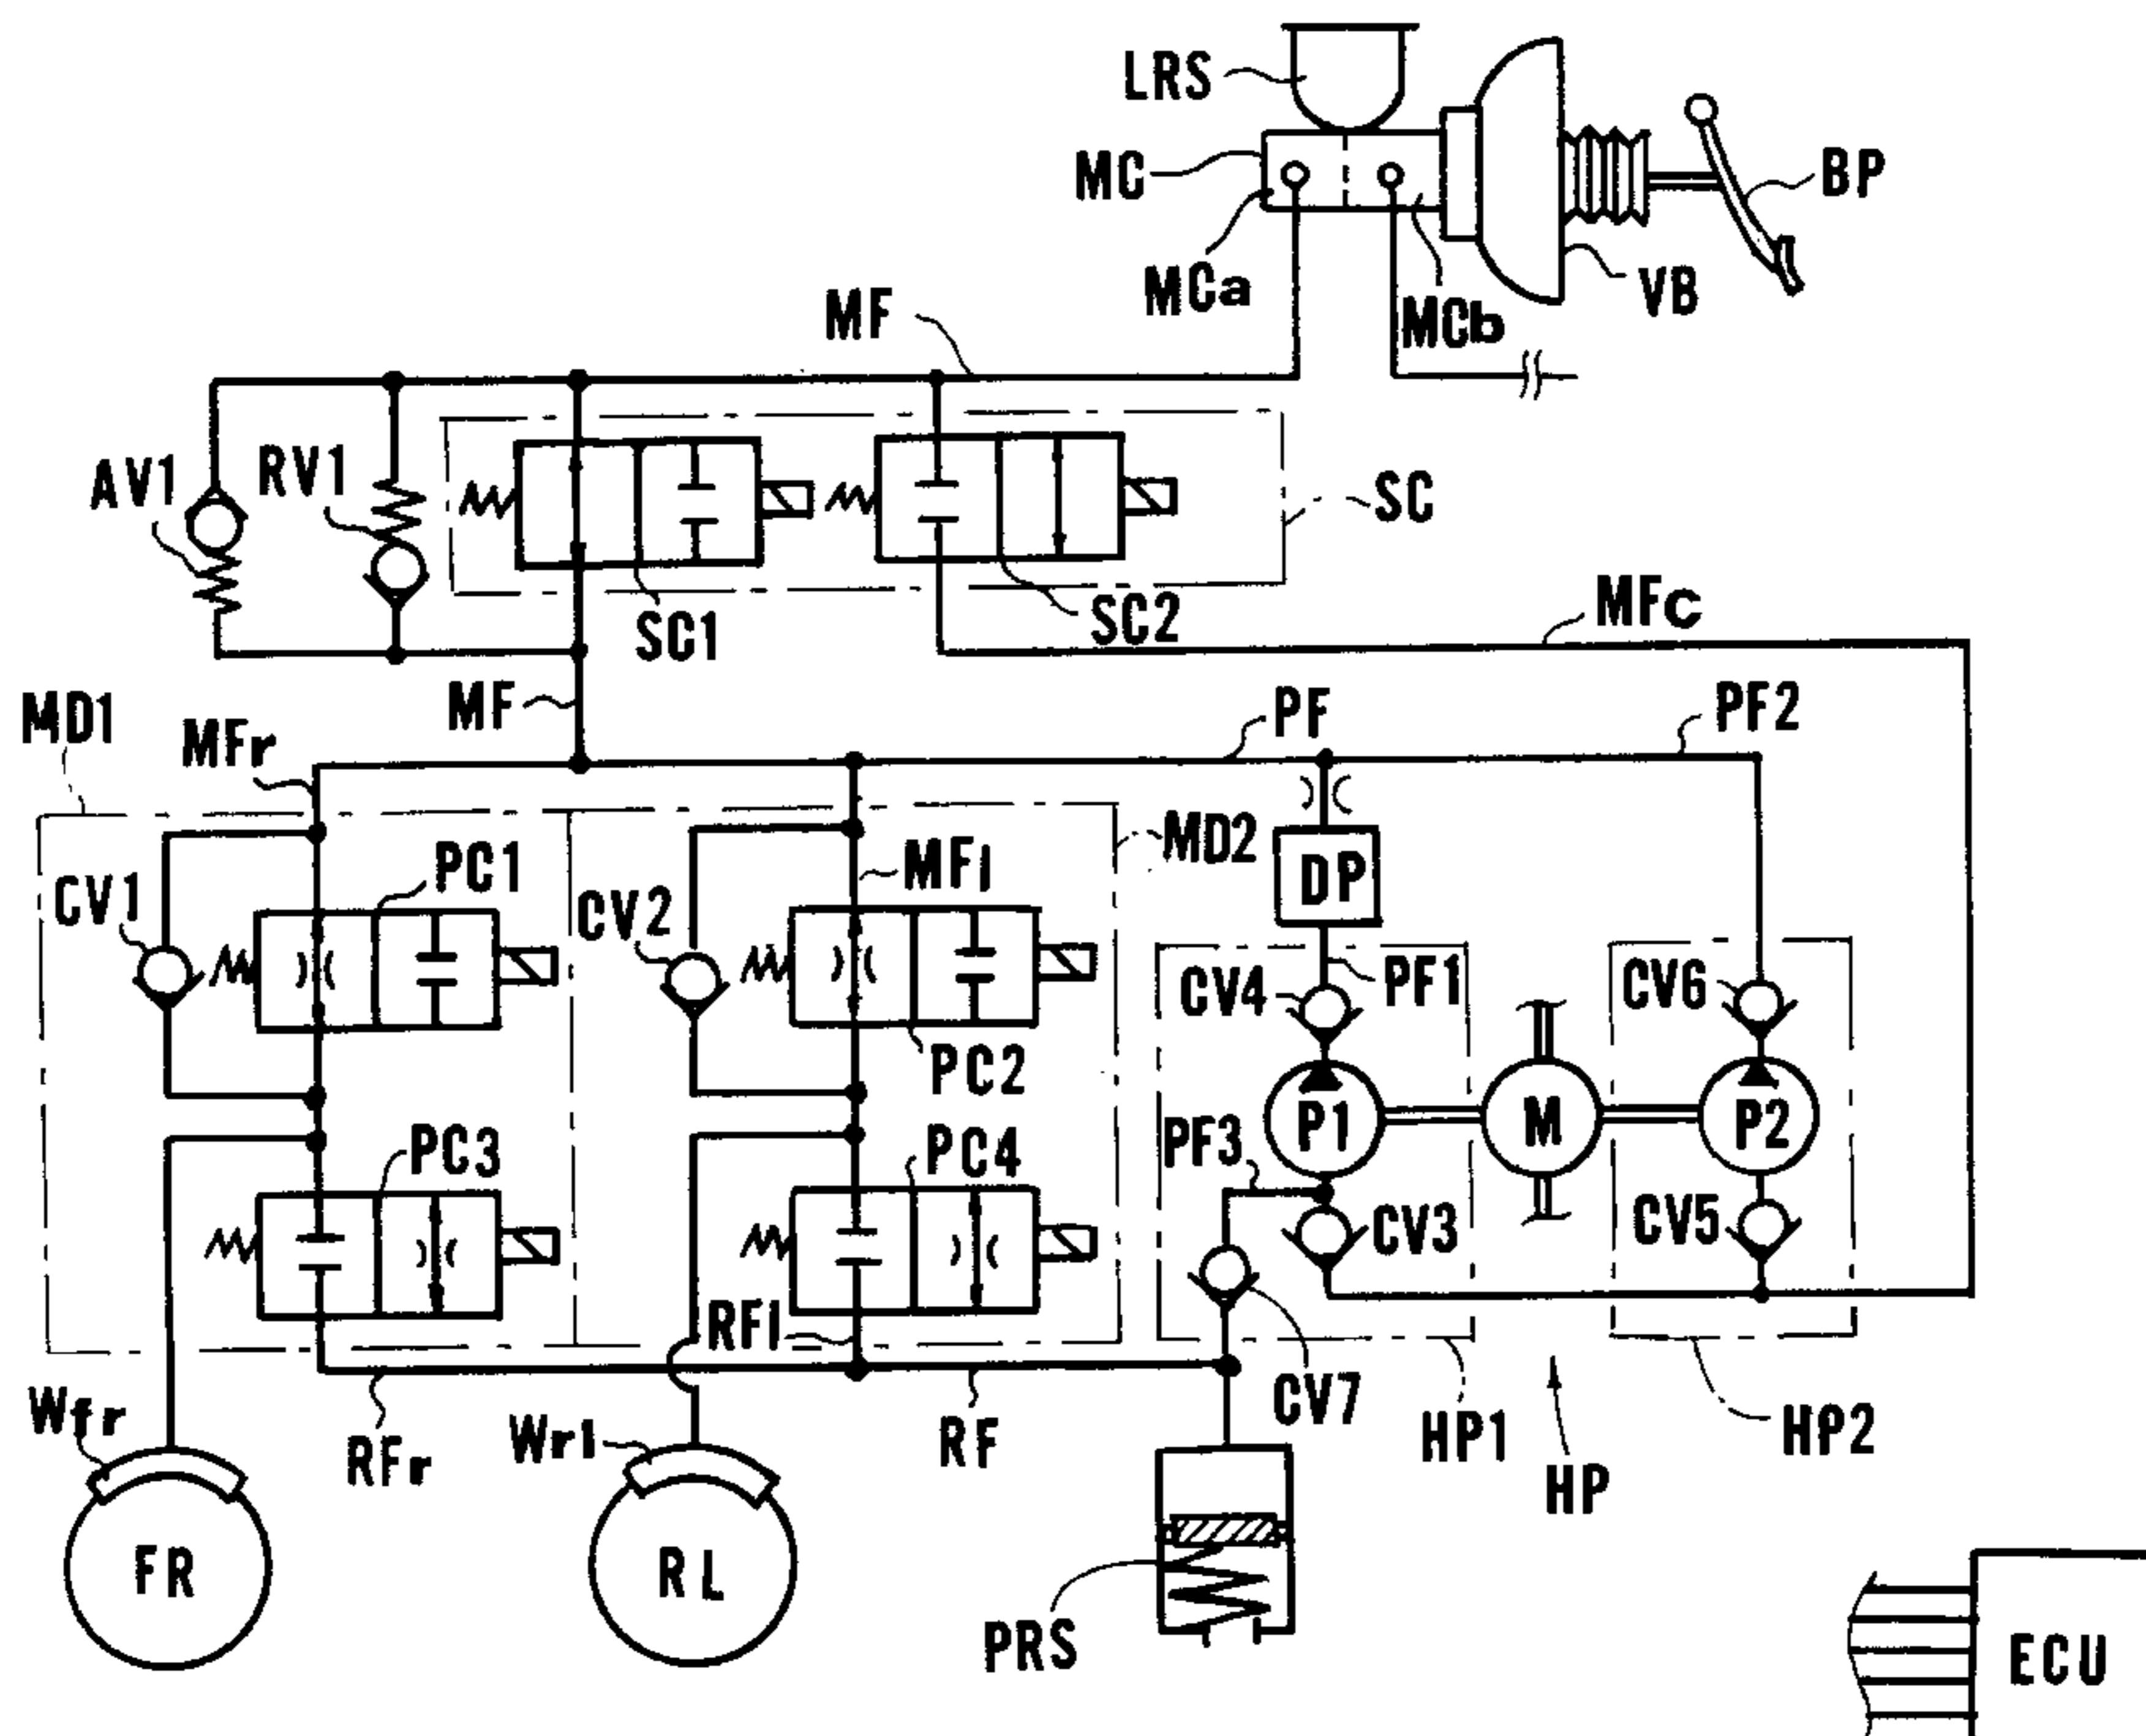 LRS
MC
BP
MCa
VB
MF
MCb
AV1
RV1
SC
SC1
SC2
MFc
MD1
MF
PF
PF2
MFr
MD2
PC1
MFl
DP
CV1
CV2
CV4
PF1
CV6
PC2
P1
M
P2
PC3
PC4
PF3
CV3
CV5
RFl
CV7
Wfr
RFr
Wrl
RF
HP1
HP2
HP
FR
RL
PRS
ECU